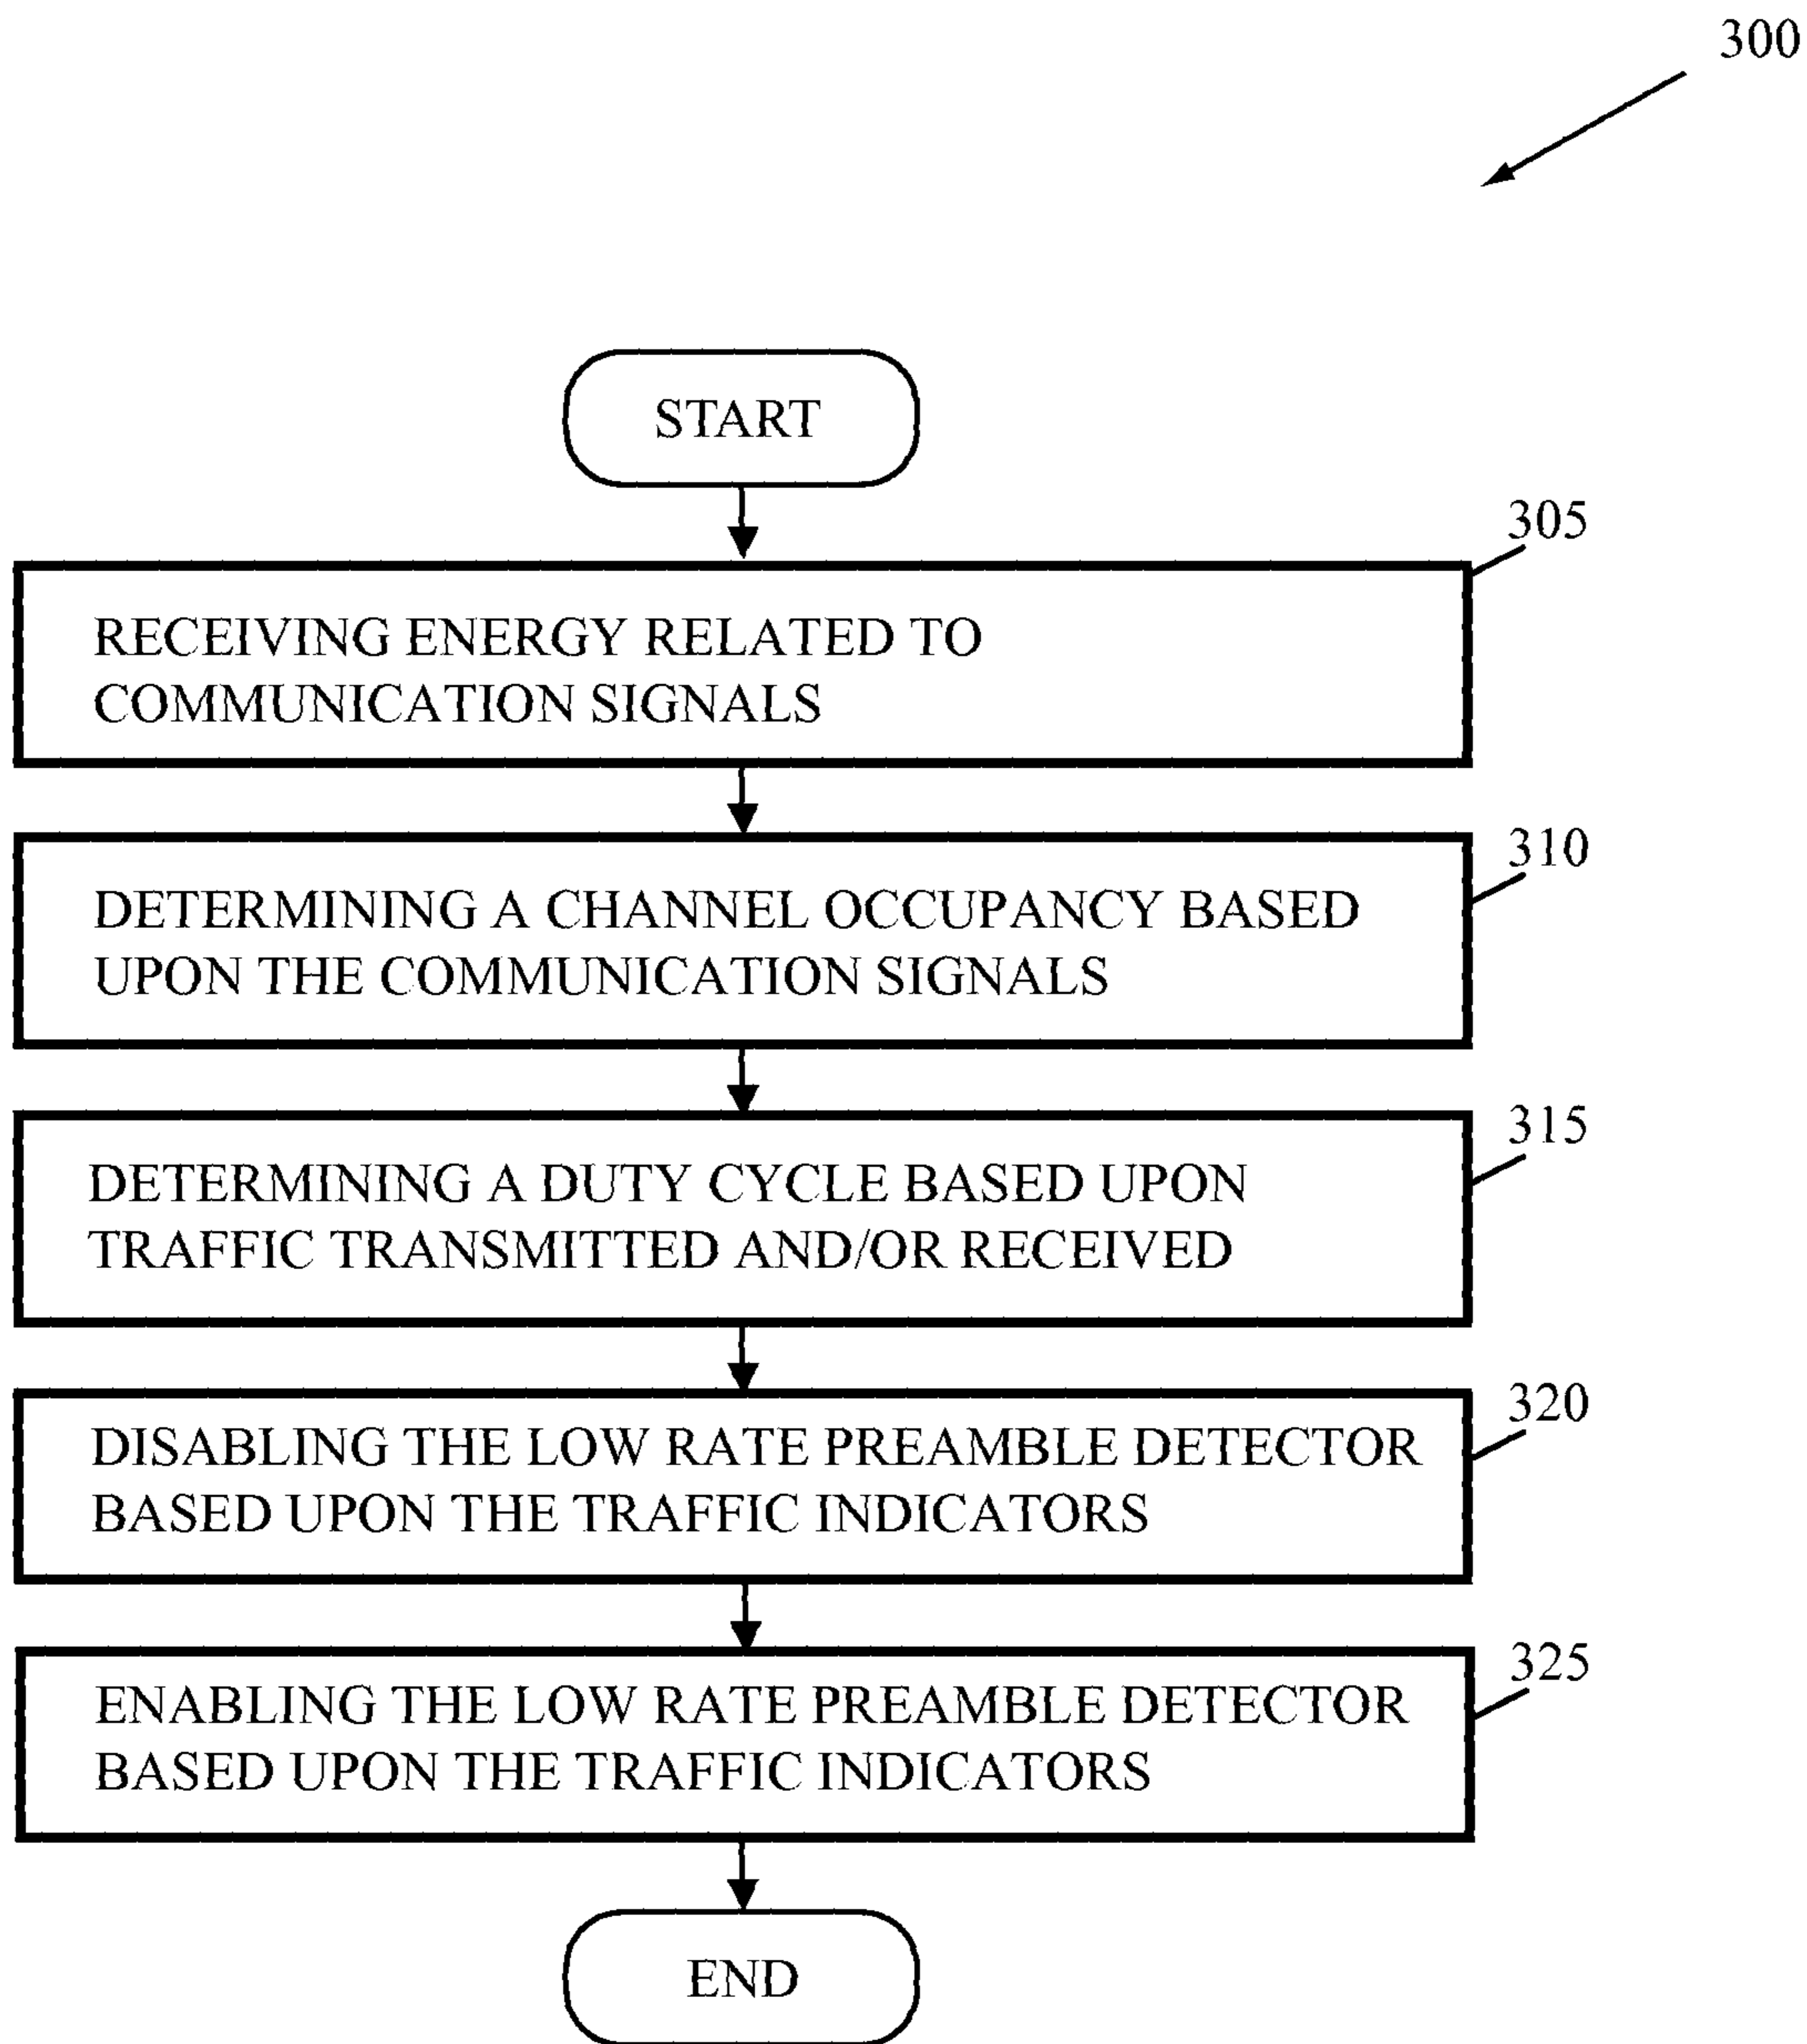 300
START
305
RECEIVING ENERGY RELATED TO
COMMUNICATION SIGNALS
310
DETERMINING A CHANNEL OCCUPANCY BASED
UPON THE COMMUNICATION SIGNALS
315
DETERMINING A DUTY CYCLE BASED UPON
TRAFFIC TRANSMITTED AND/OR RECEIVED
320
DISABLING THE LOW RATE PREAMBLE DETECTOR
BASED UPON THE TRAFFIC INDICATORS
325
ENABLING THE LOW RATE PREAMBLE DETECTOR
BASED UPON THE TRAFFIC INDICATORS
END